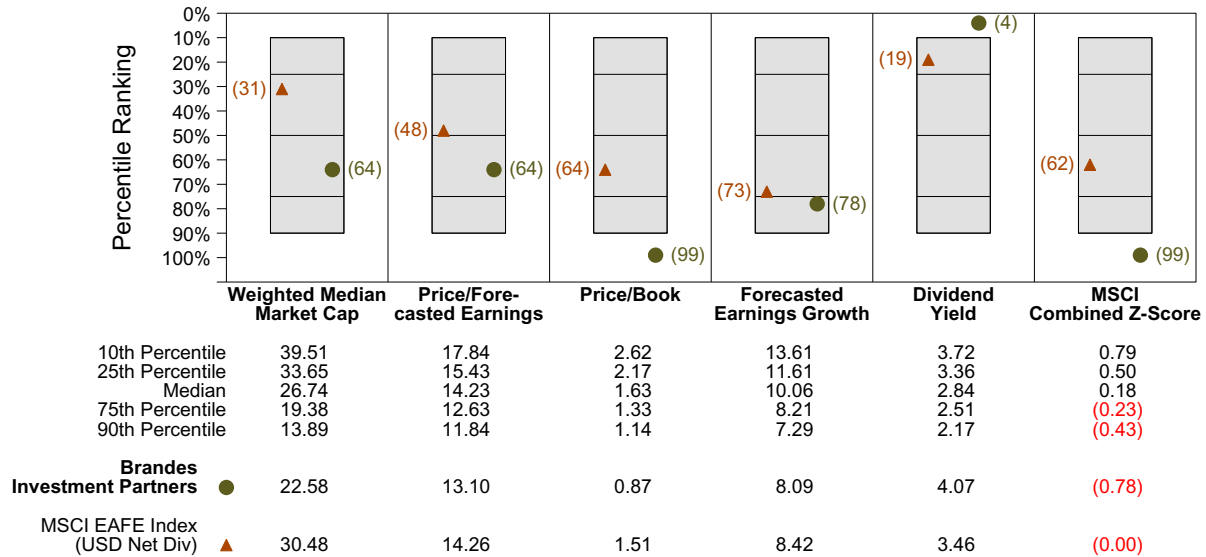 Percentile Ranking
0%
10%
20%
30%
40%
50%
60%
70%
80%
90%
100%
(31)
(64)
(48)
(64)
(64)
(99)
(73)
(78)
(19)
(4)
(62)
(99)
Weighted Median
Market Cap
Price/Fore-
casted Earnings
Price/Book
Forecasted
Earnings Growth
Dividend
Yield
MSCI
Combined Z-Score
10th Percentile 39.51 17.84 2.62 13.61 3.72 0.79
25th Percentile 33.65 15.43 2.17 11.61 3.36 0.50
Median 26.74 14.23 1.63 10.06 2.84 0.18
75th Percentile 19.38 12.63 1.33 8.21 2.51 (0.23)
90th Percentile 13.89 11.84 1.14 7.29 2.17 (0.43)
Brandes
Investment Partners 22.58 13.10 0.87 8.09 4.07 (0.78)
MSCI EAFE Index
(USD Net Div) 30.48 14.26 1.51 8.42 3.46 (0.00)